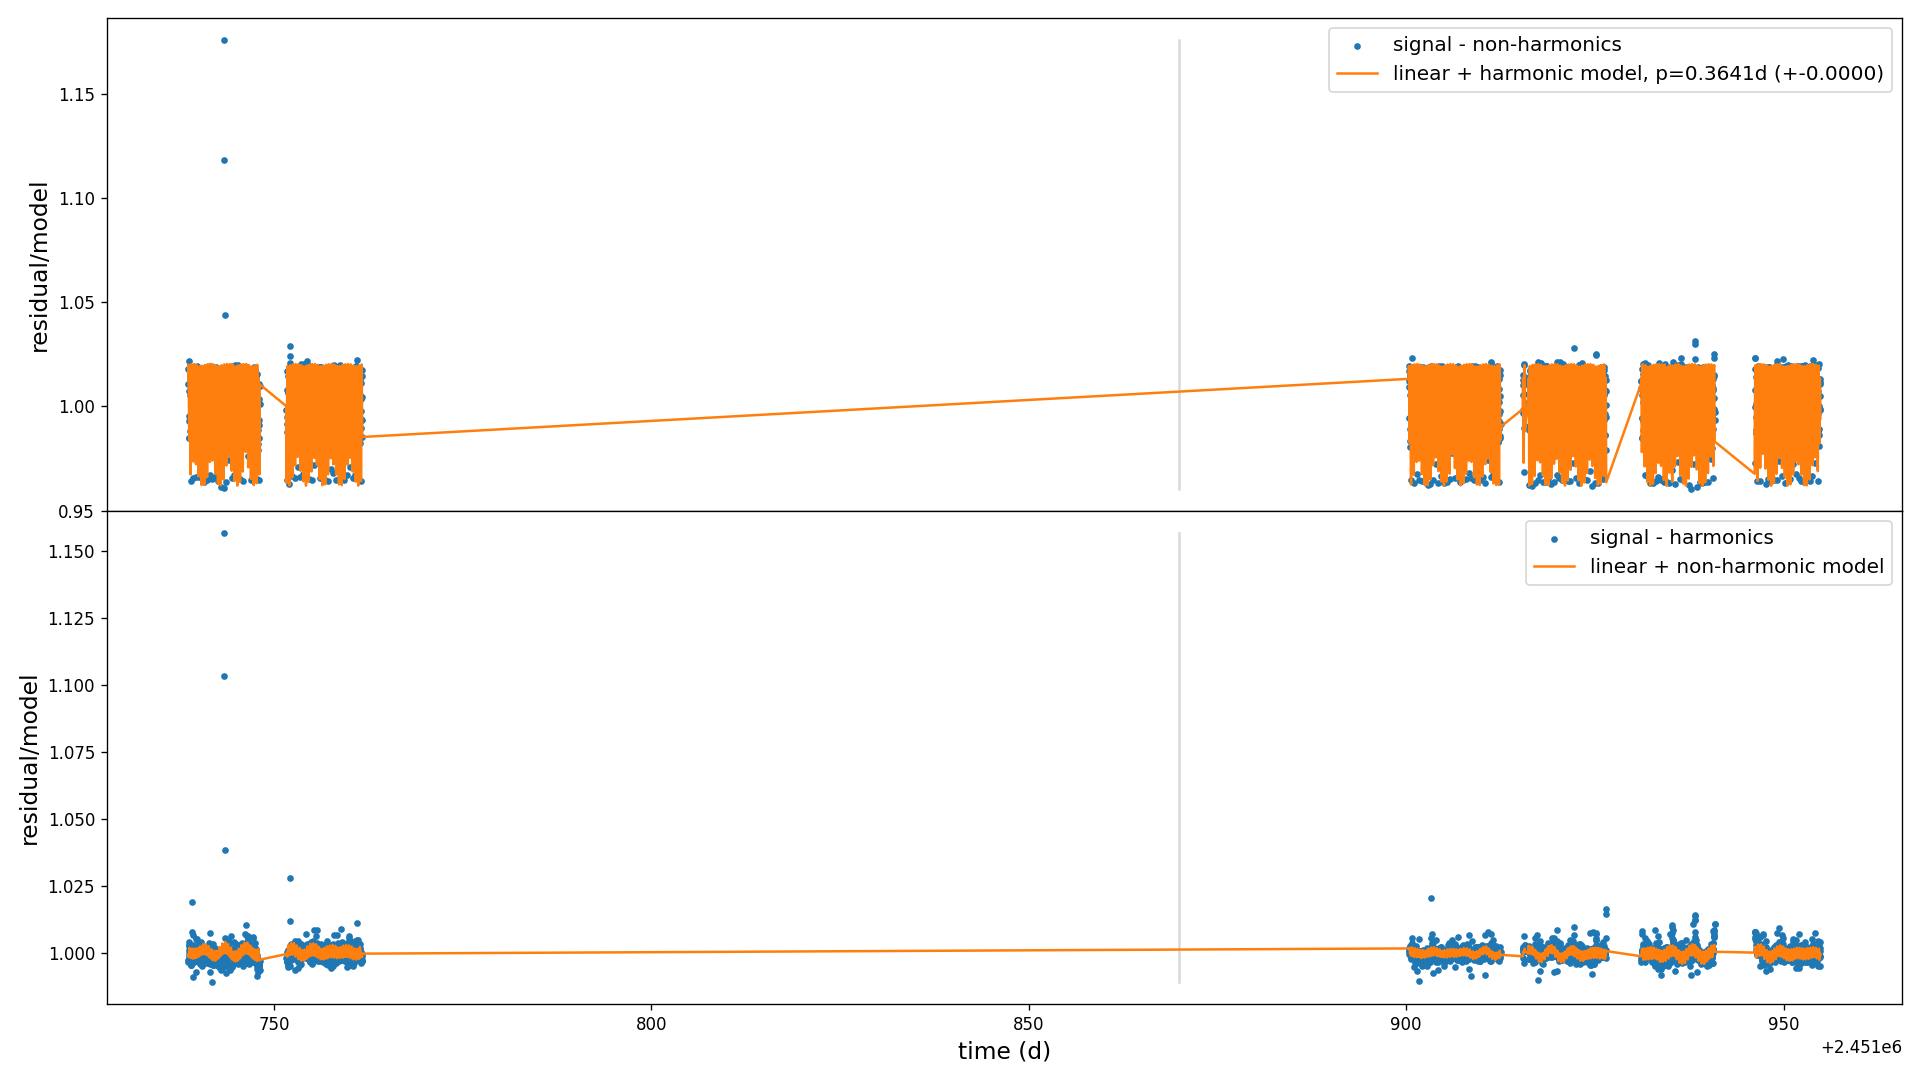 signal - non-harmonics
linear + harmonic model, p=0.3641d (+-0.0000)
residual/model
1.15
1.10
1.05
1.00
0.95
signal - harmonics
linear + non-harmonic model
residual/model
1.150
1.125
1.100
1.075
1.050
1.025
1.000
750
800
850
900
950
time (d)
+2.451e6